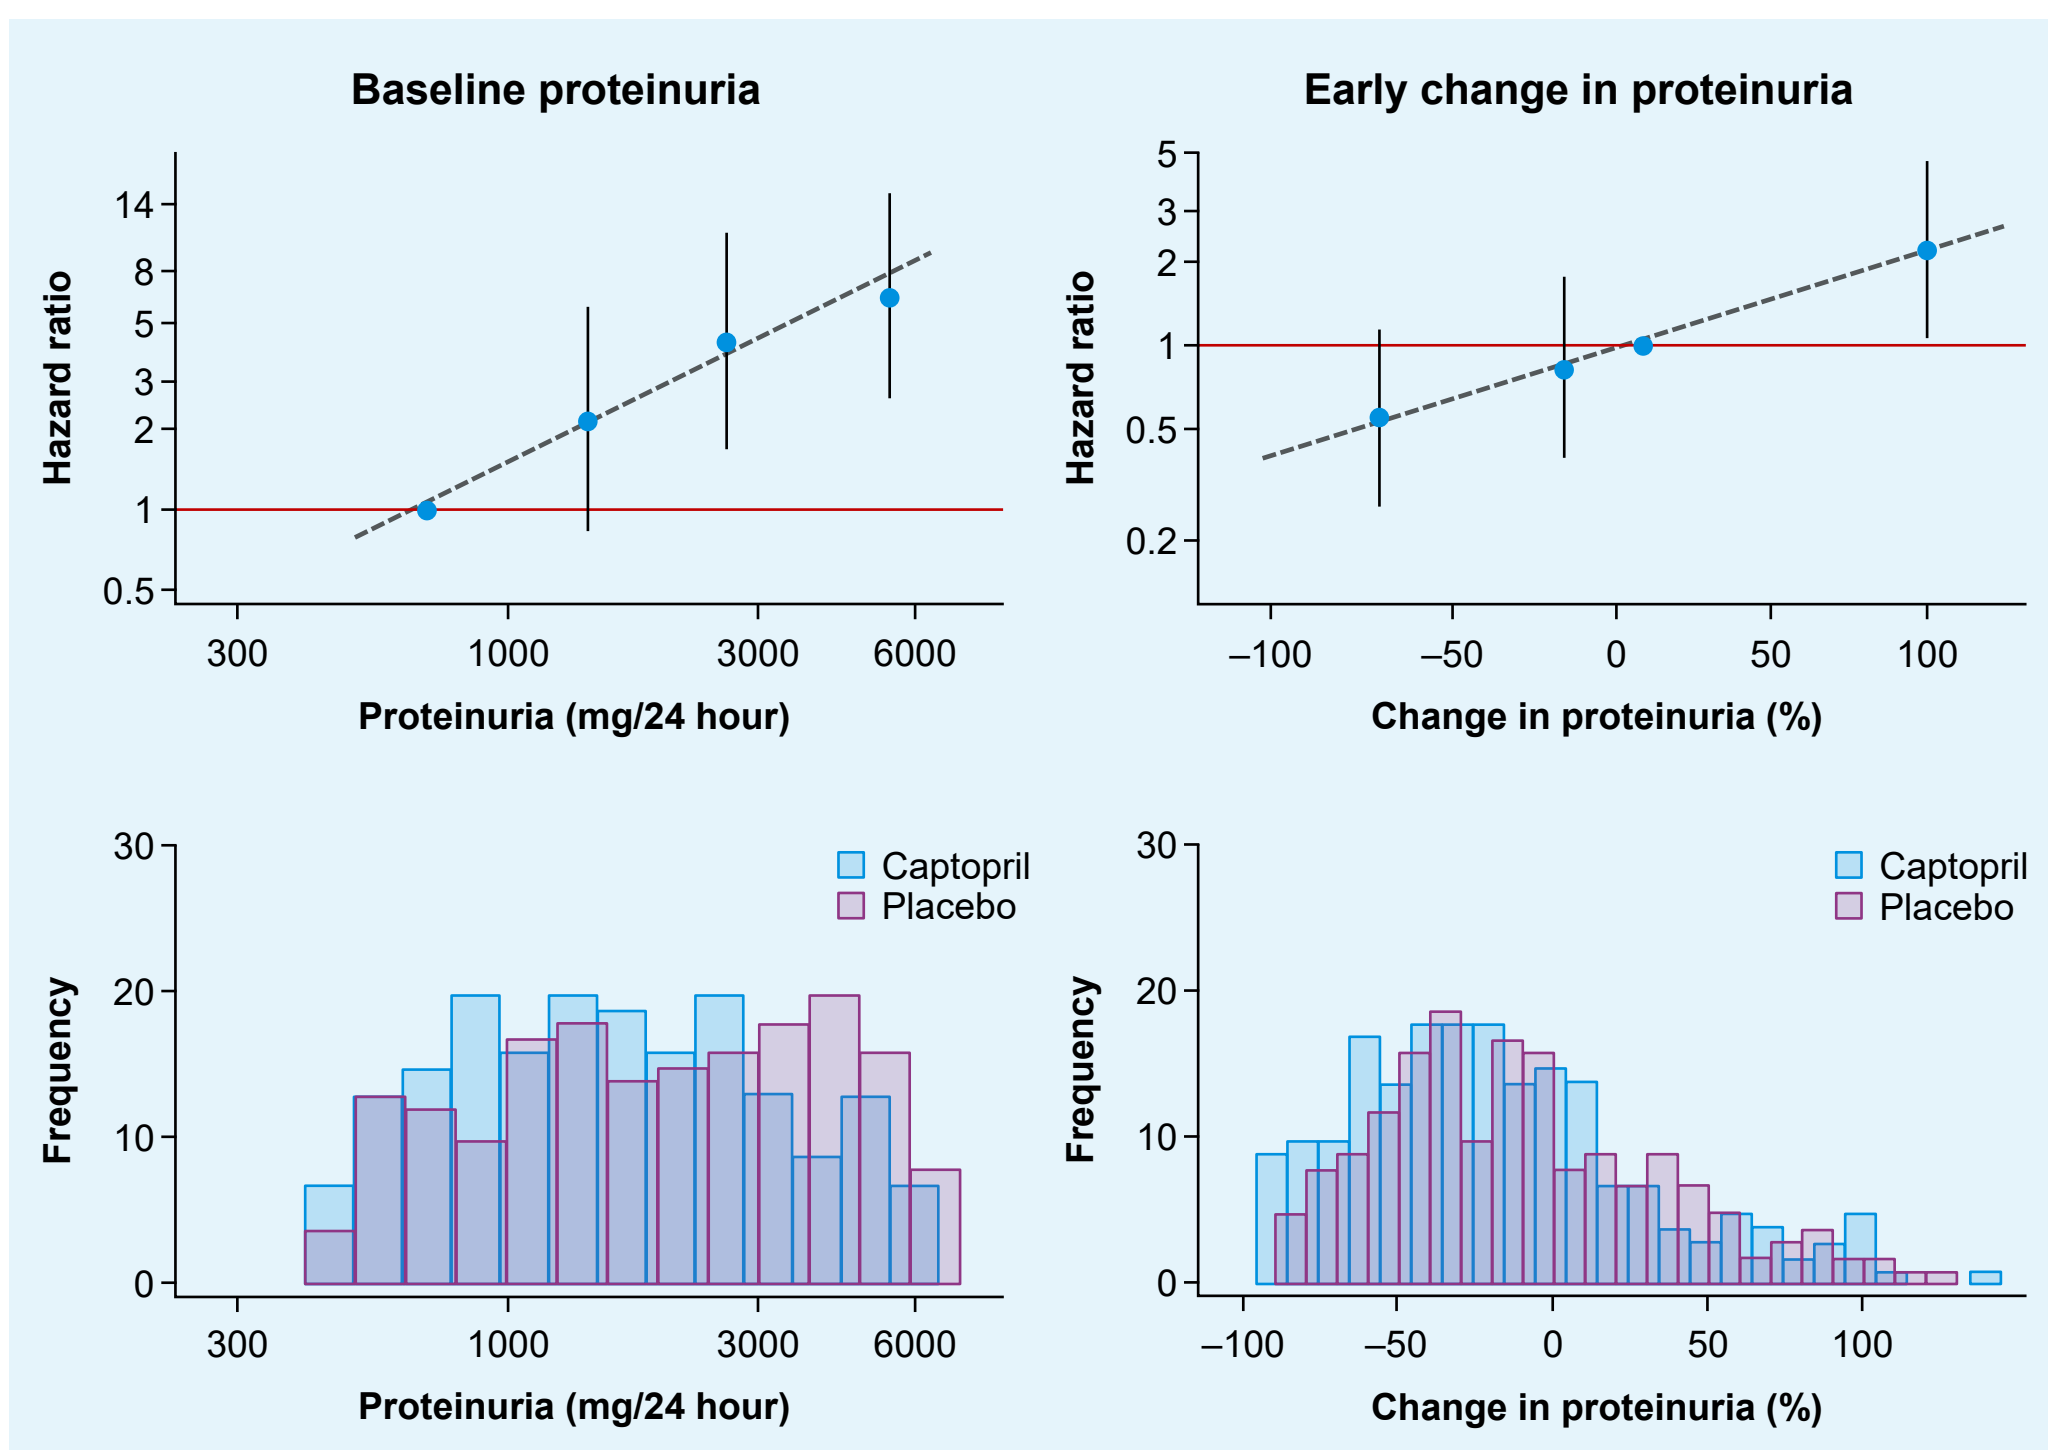 Baseline proteinuria
Hazard ratio
14
8
5
3
2
1
0.5
300 1000 3000 6000
Proteinuria (mg/24 hour)
Early change in proteinuria
Hazard ratio
5
3
2
1
0.5
0.2
–100 –50 0 50 100
Change in proteinuria (%)
Frequency
30
20
10
0
Captopril
Placebo
300 1000 3000 6000
Proteinuria (mg/24 hour)
Frequency
30
20
10
0
Captopril
Placebo
–100 –50 0 50 100
Change in proteinuria (%)